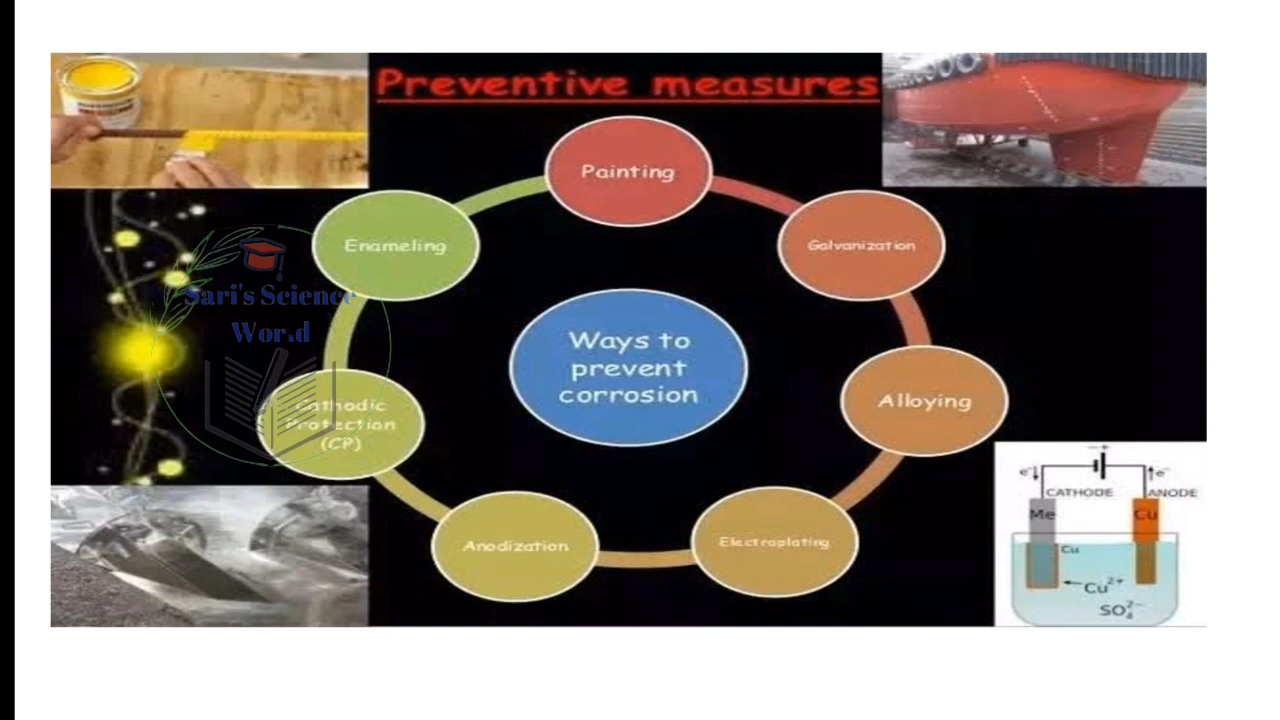 Preventive measures
Painting
Enameling
Galvanization
Sari's Science
Wor.d
Ways to
prevent
corrosion
Alloying
Cathodic
Protection
(CP)
Anodization
Electroplating
- +
e-
e-
CATHODE
ANODE
Me
Cu
Cu
Cu2+
SO42-